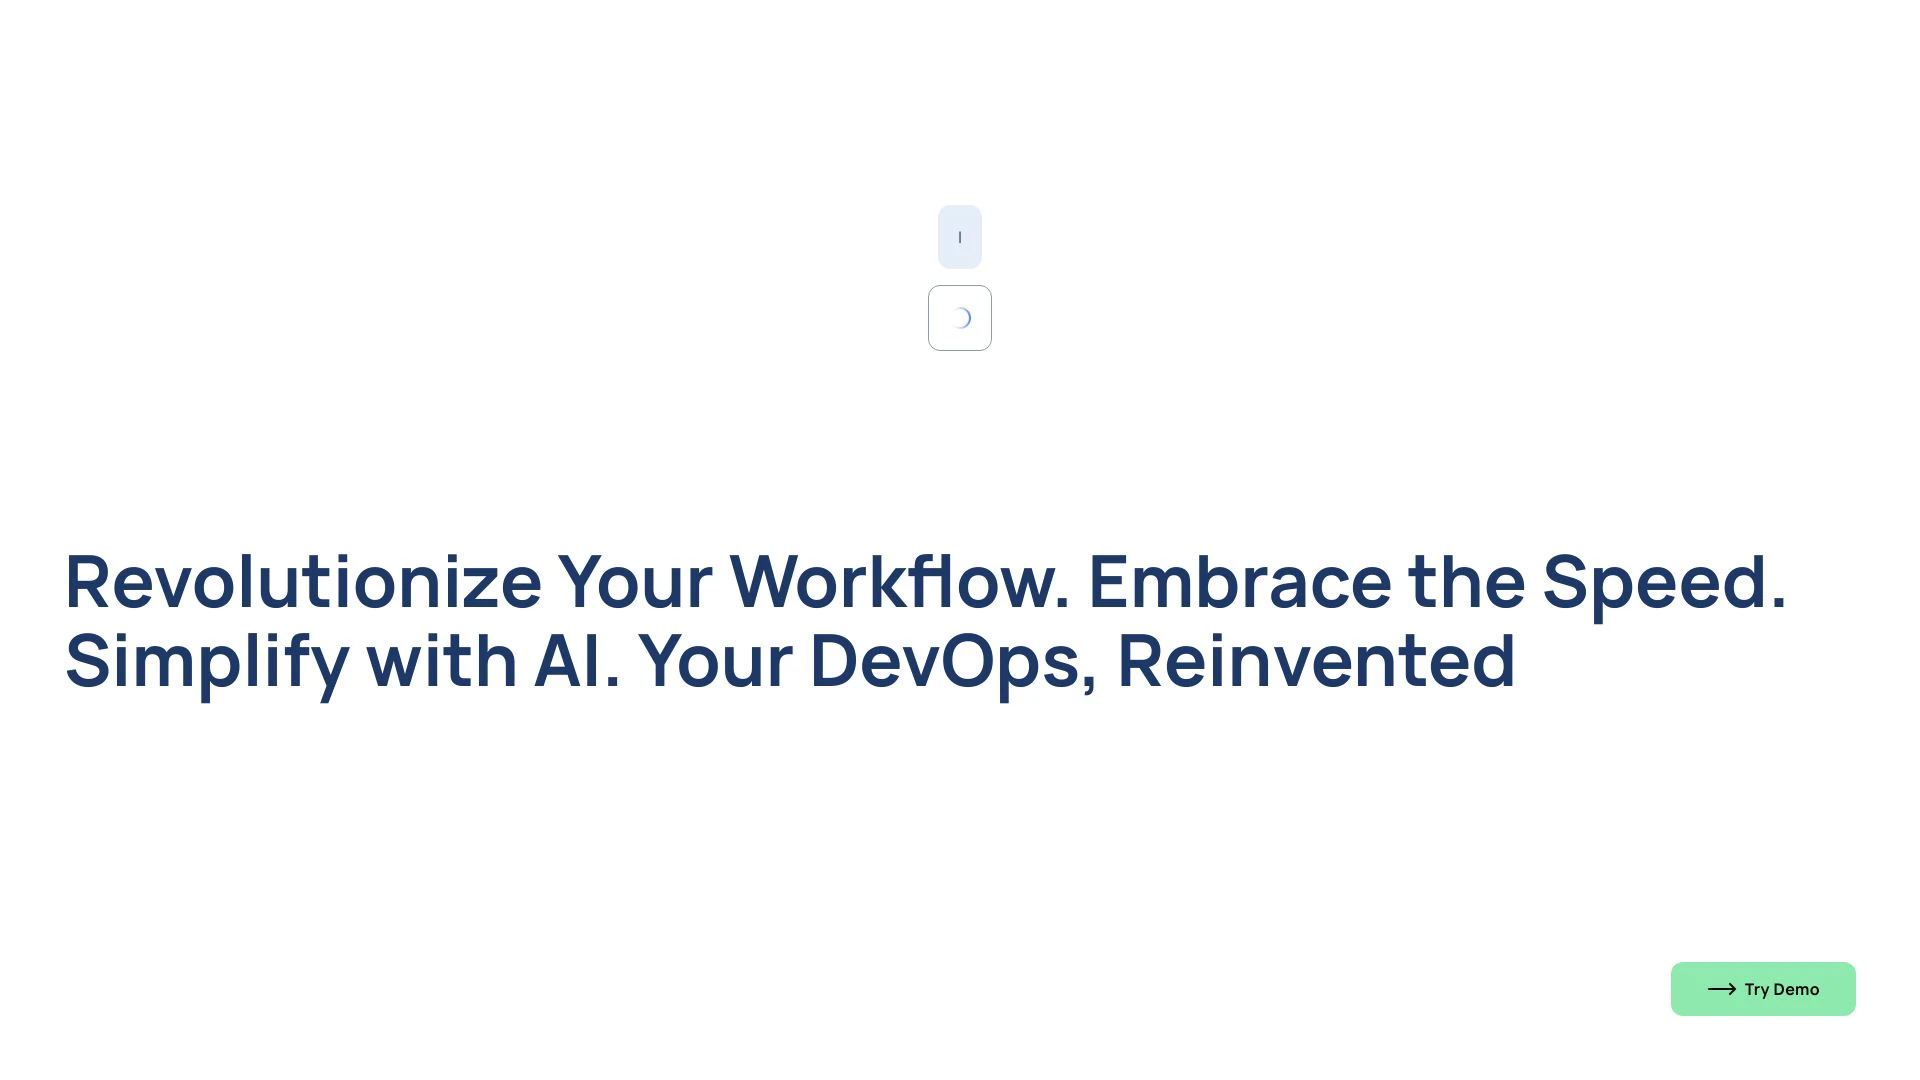 Revolutionize Your Workflow. Embrace the Speed.
Simplify with AI. Your DevOps, Reinvented
Try Demo